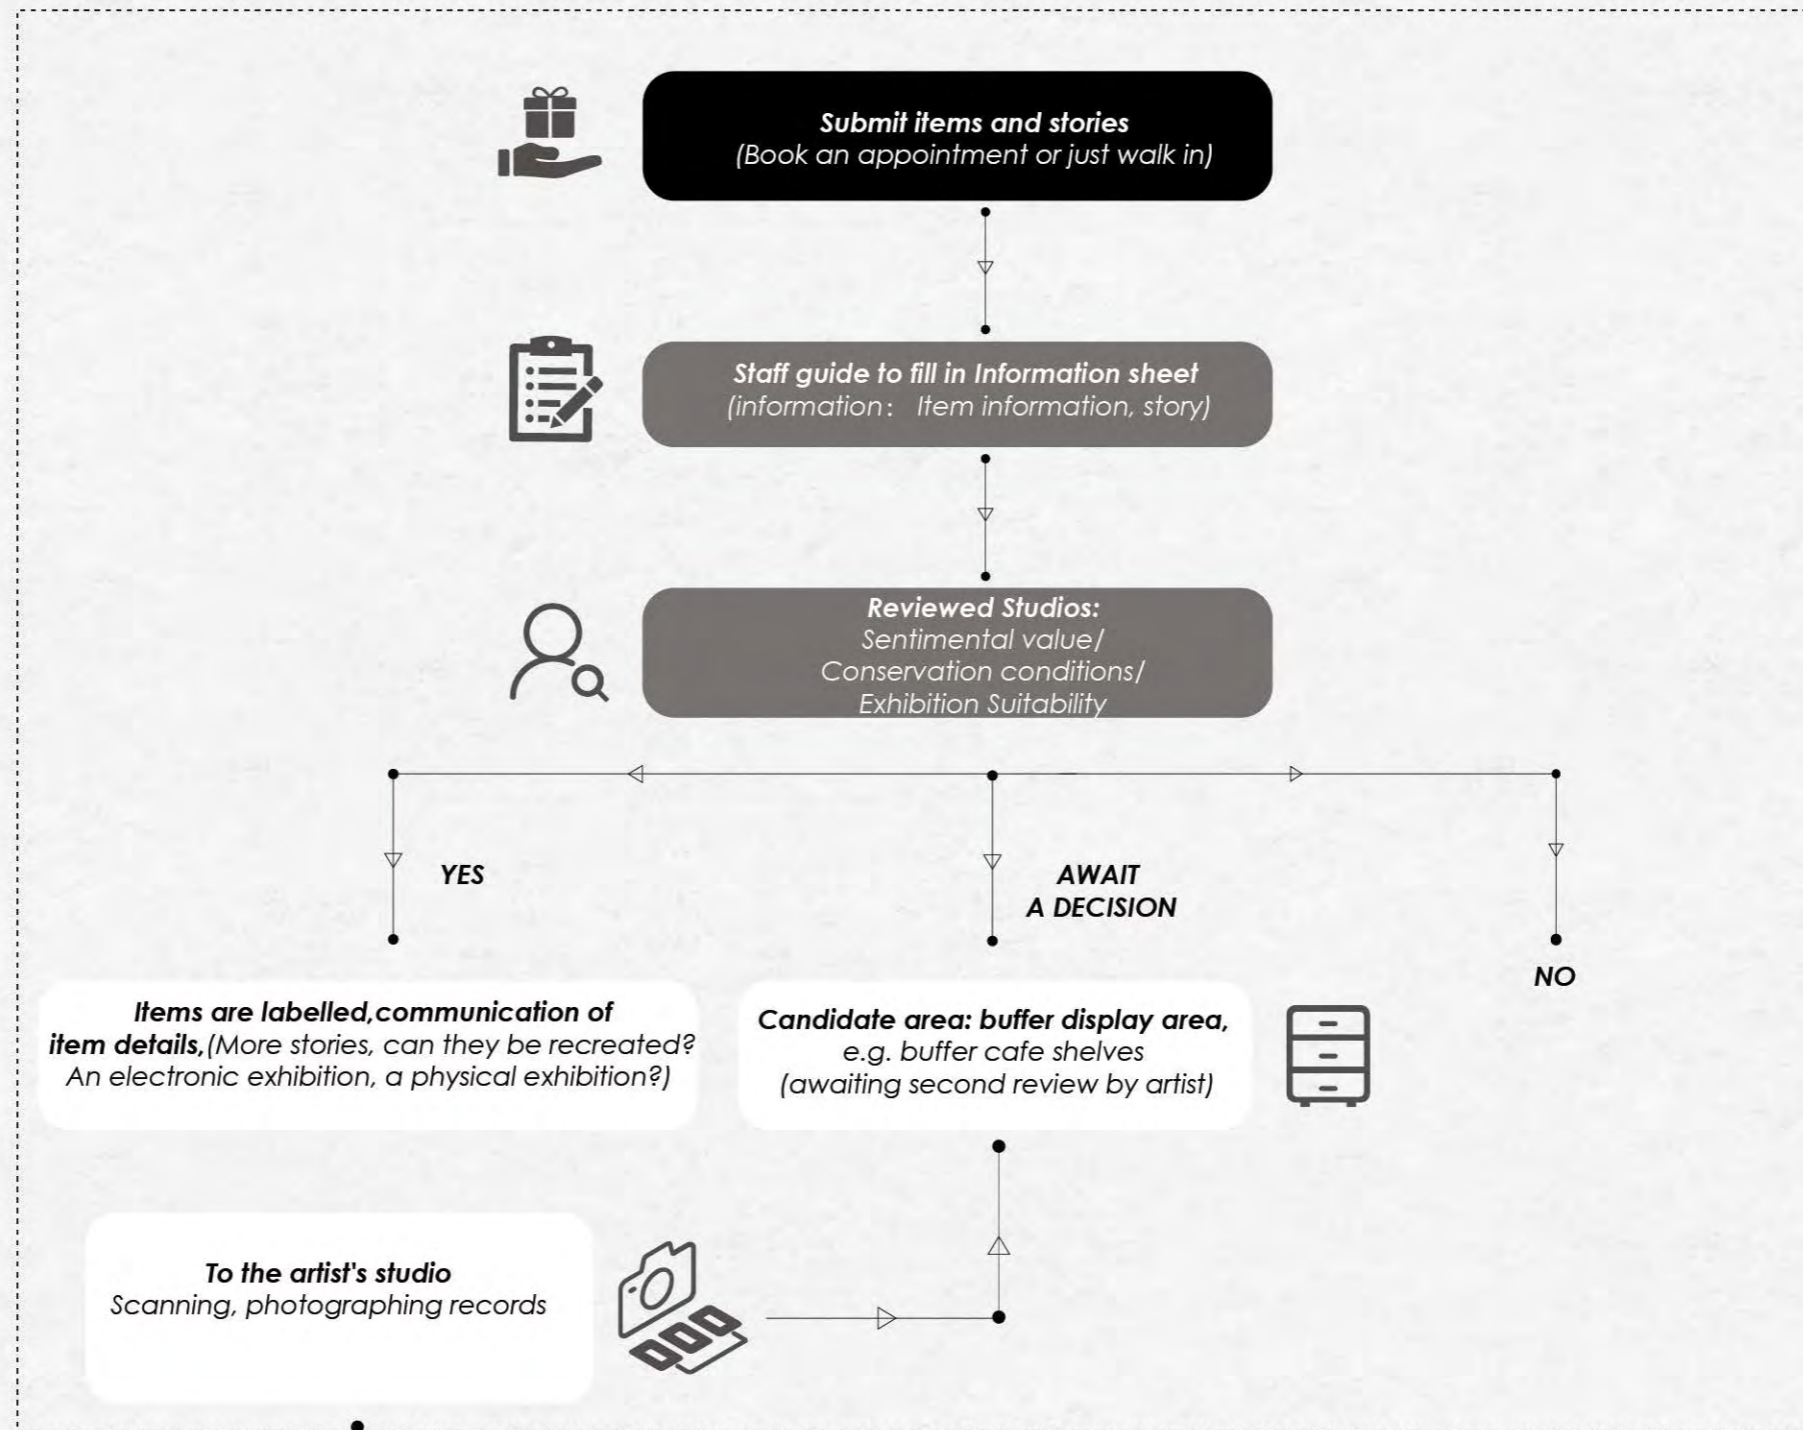 Submit items and stories
(Book an appointment or just walk in)
Staff guide to fill in Information sheet
(information： Item information, story)
Reviewed Studios:
Sentimental value/
Conservation conditions/
Exhibition Suitability
YES
AWAIT
A DECISION
NO
Items are labelled,communication of
item details,(More stories, can they be recreated?
An electronic exhibition, a physical exhibition?)
Candidate area: buffer display area,
e.g. buffer cafe shelves
(awaiting second review by artist)
To the artist's studio
Scanning, photographing records